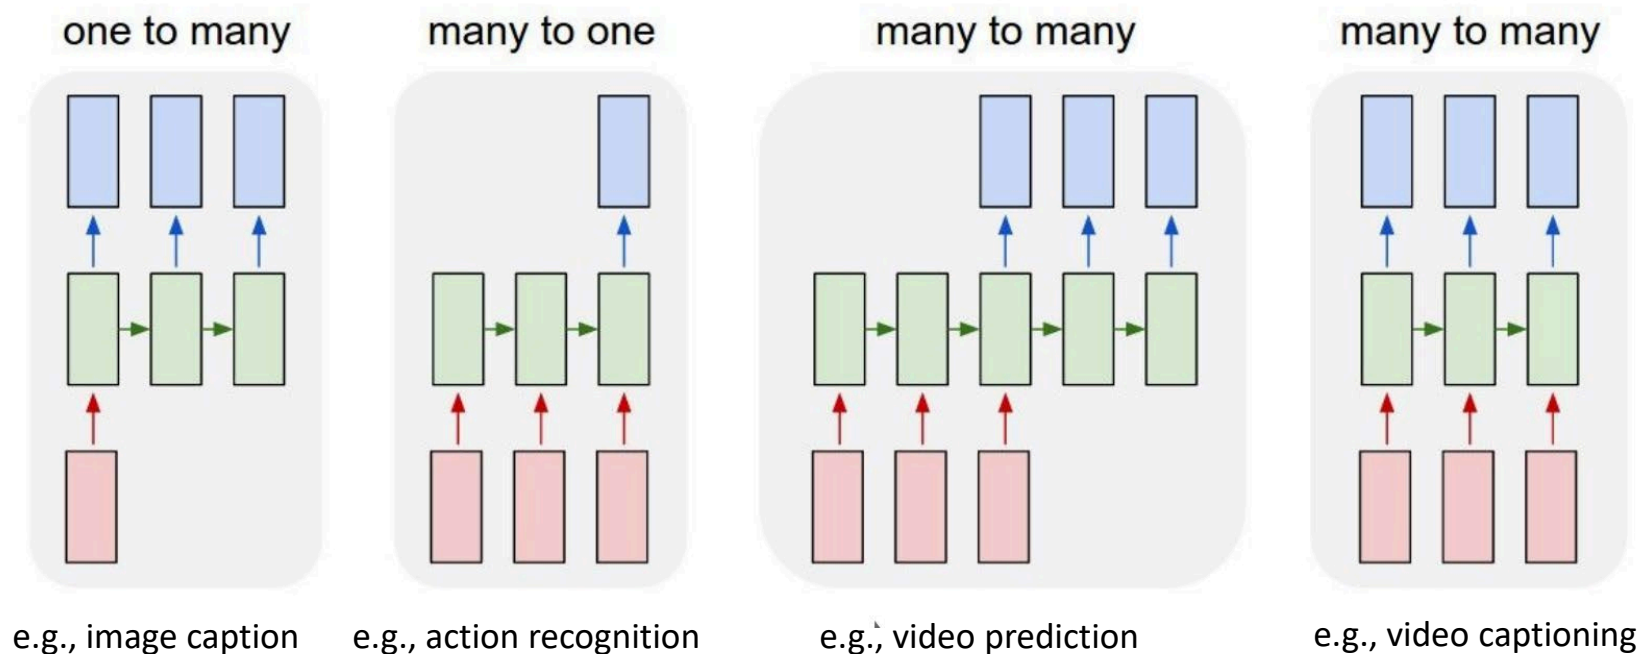 one to many
many to one
many to many
many to many
e.g., image caption
e.g., action recognition
e.g., video prediction
e.g., video captioning